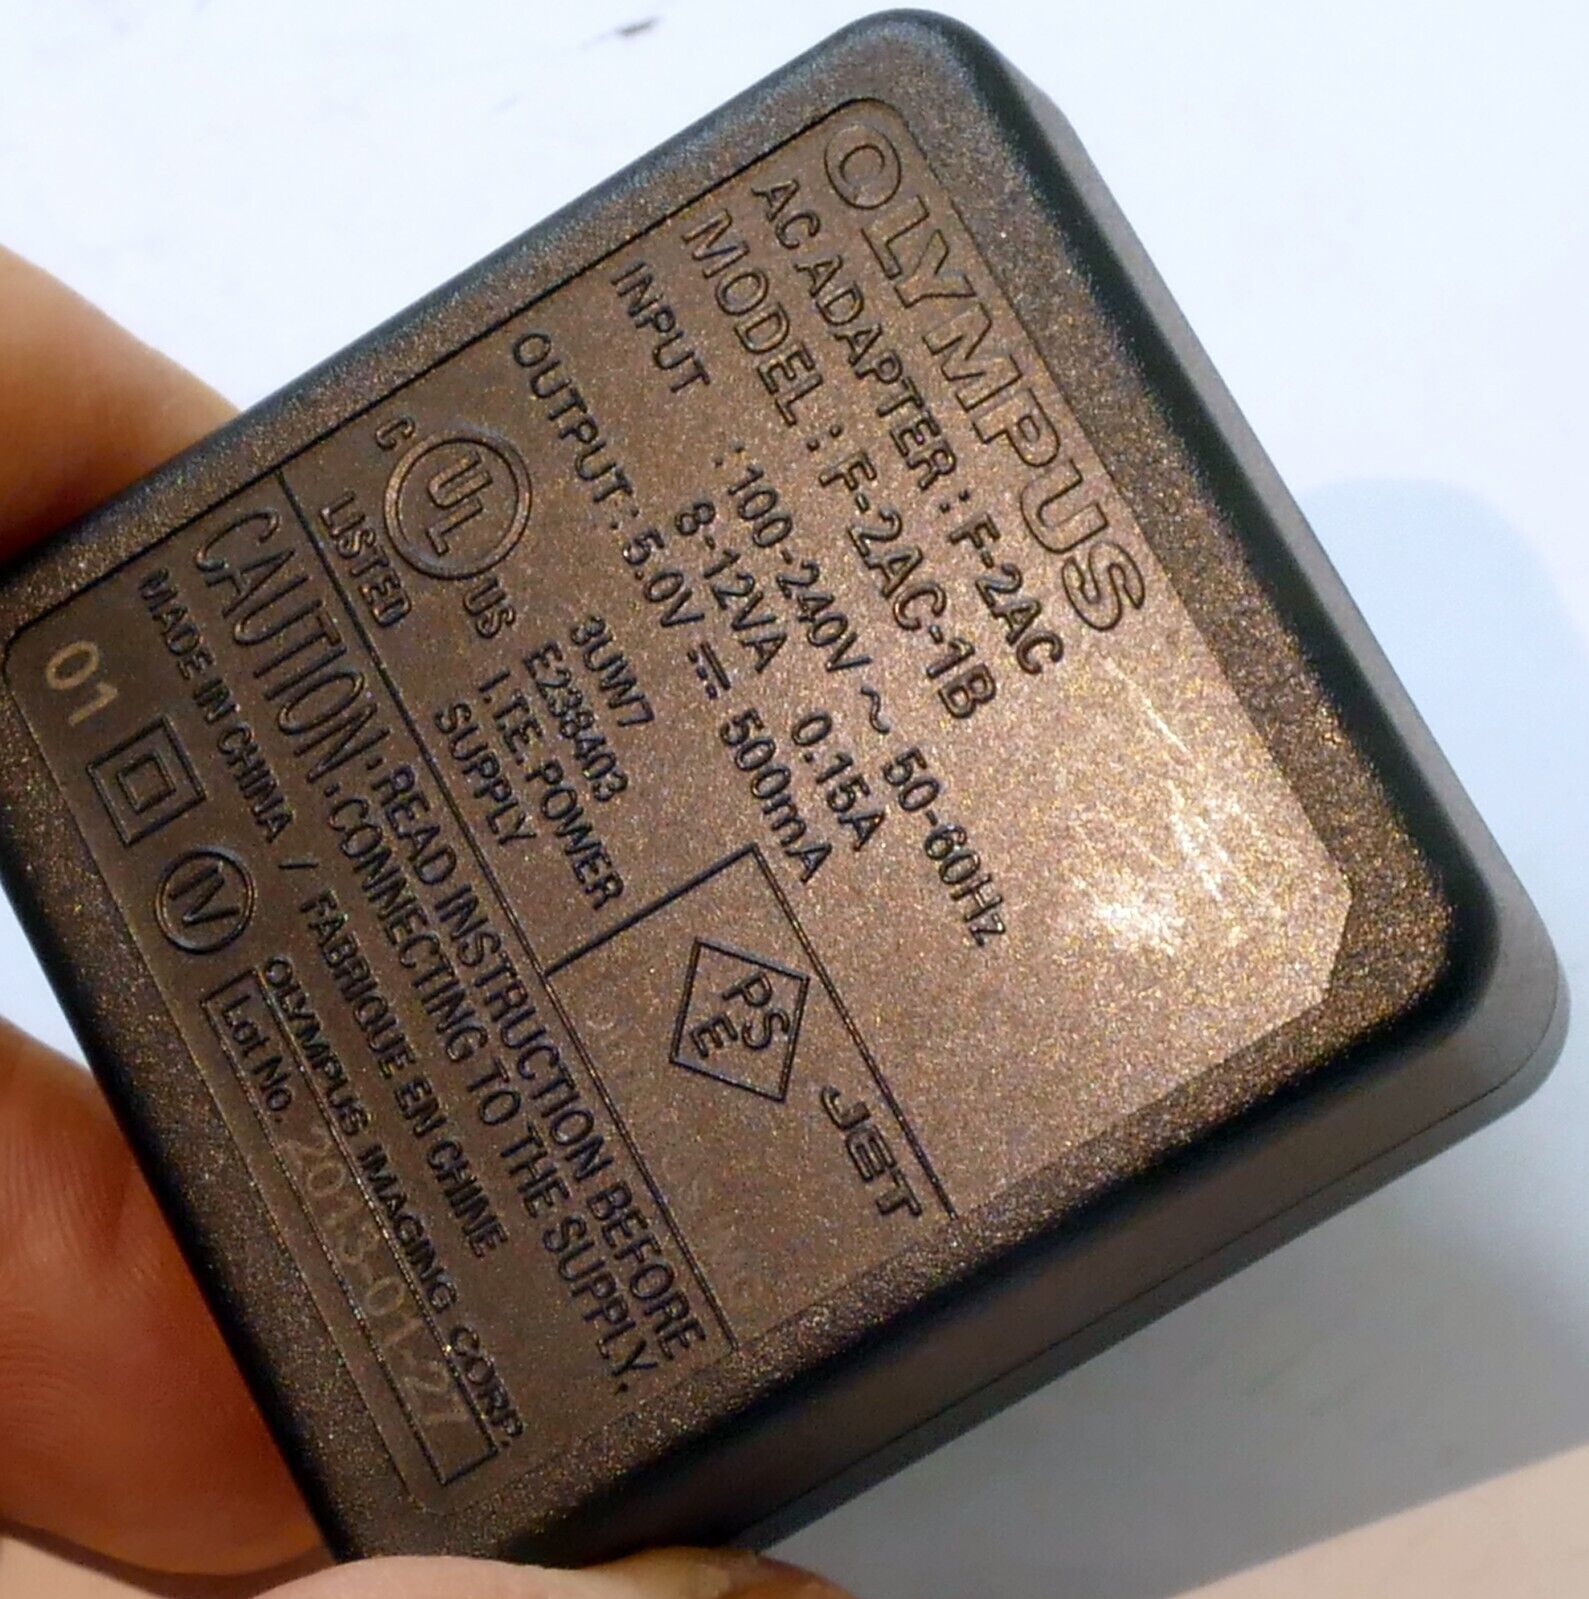 OLYMPUS
AC ADAPTER : F-2AC
MODEL : F-2AC-1B
INPUT : 100-240V ~ 50-60Hz
8-12VA 0.15A
OUTPUT : 5.0V ⎓ 500mA
C UL US
LISTED
3UW7
E238403
I.T.E. POWER
SUPPLY
PS
E
JET
CAUTION • READ INSTRUCTION BEFORE
• CONNECTING TO THE SUPPLY.
MADE IN CHINA / FABRIQUE EN CHINE
OLYMPUS IMAGING CORP.
01
IV
Lot No. 2013-01-27